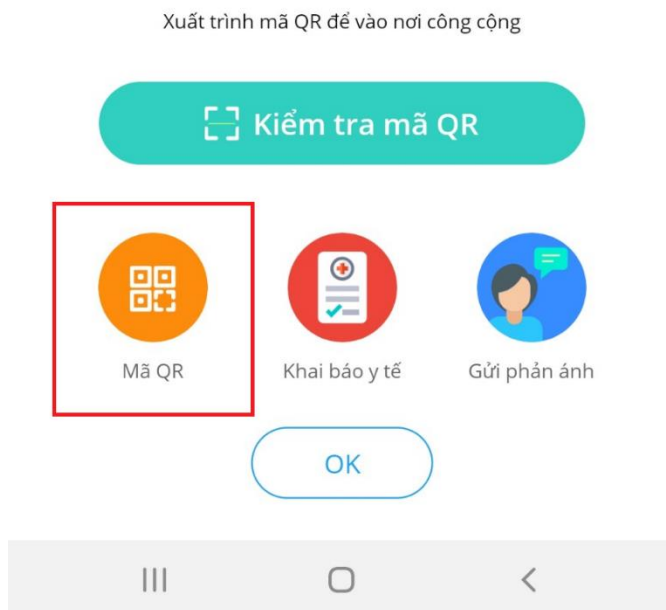 Xuất trình mã QR để vào nơi công cộng
Kiểm tra mã QR
Mã QR
Khai báo y tế
Gửi phản ánh
OK